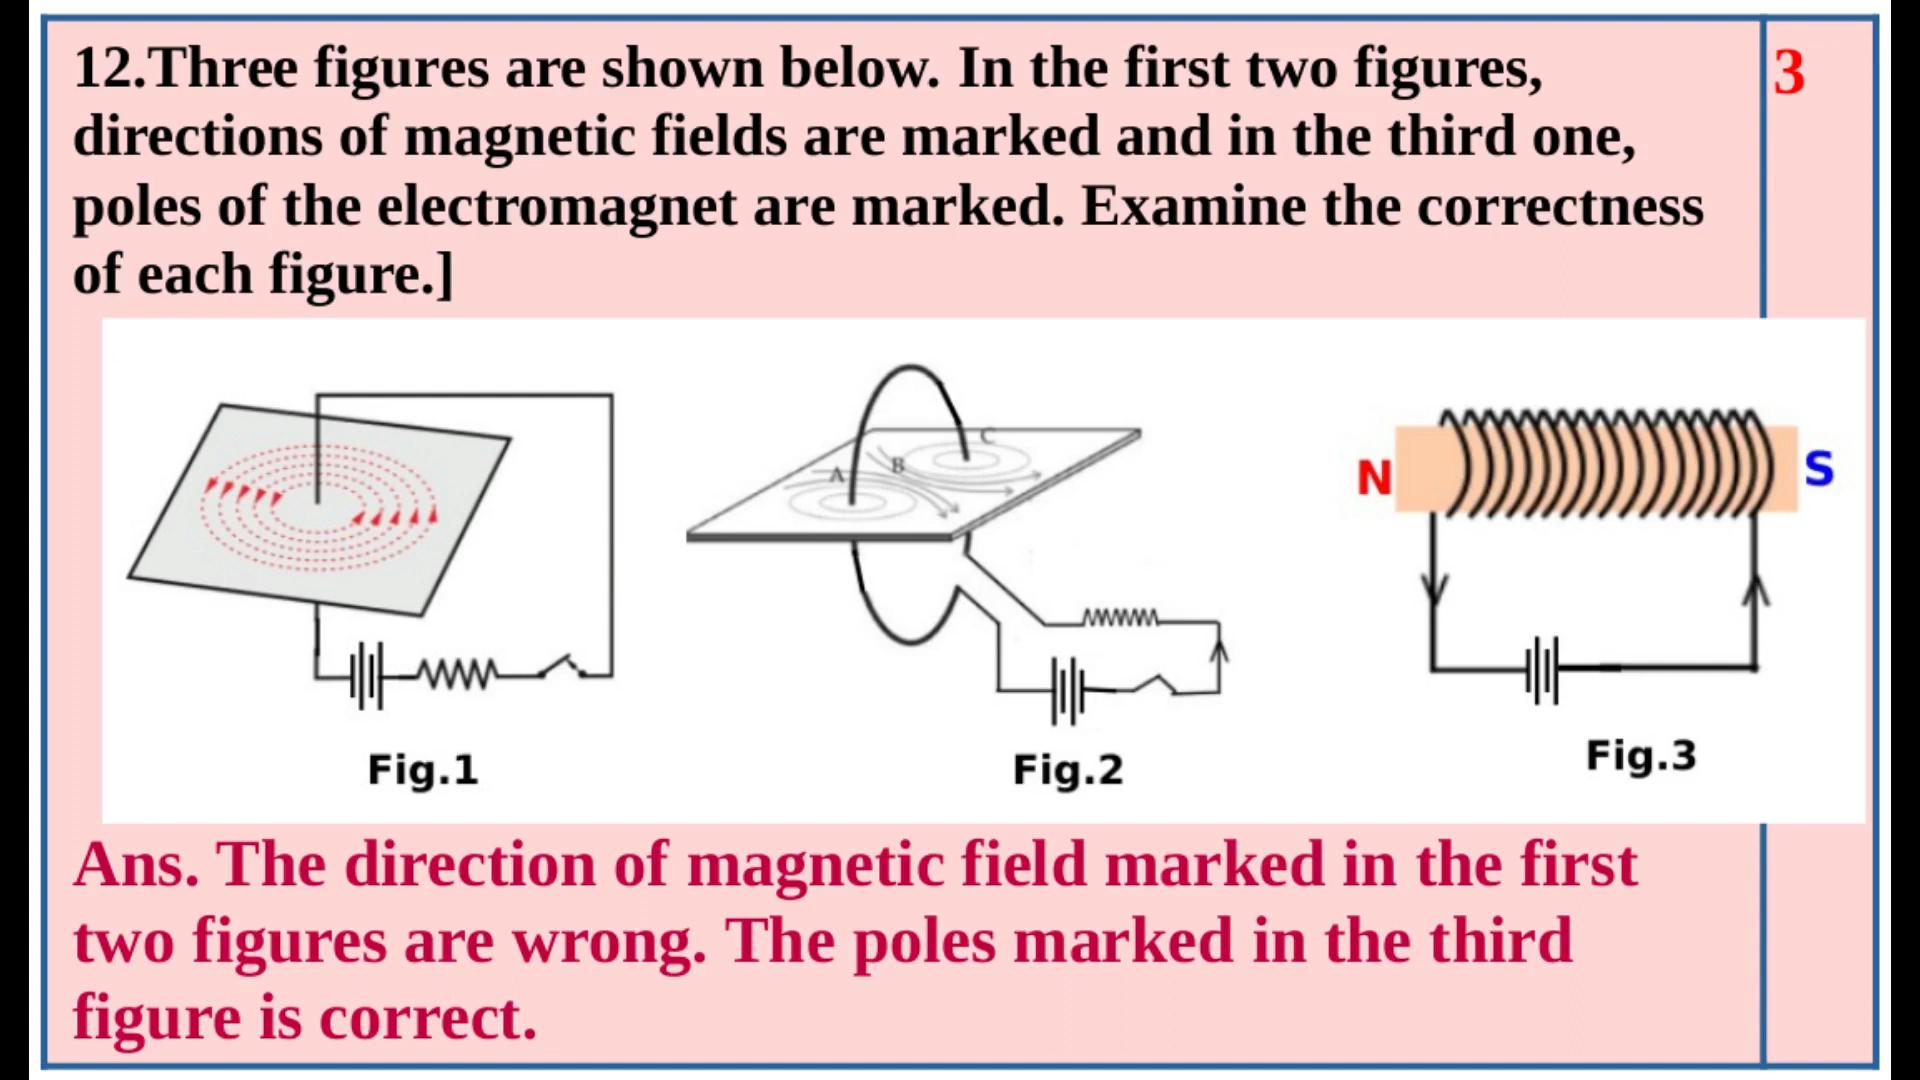 12.Three figures are shown below. In the first two figures,
directions of magnetic fields are marked and in the third one,
poles of the electromagnet are marked. Examine the correctness
of each figure.]
3
A
B
C
N
S
Fig.1
Fig.2
Fig.3
Ans. The direction of magnetic field marked in the first
two figures are wrong. The poles marked in the third
figure is correct.